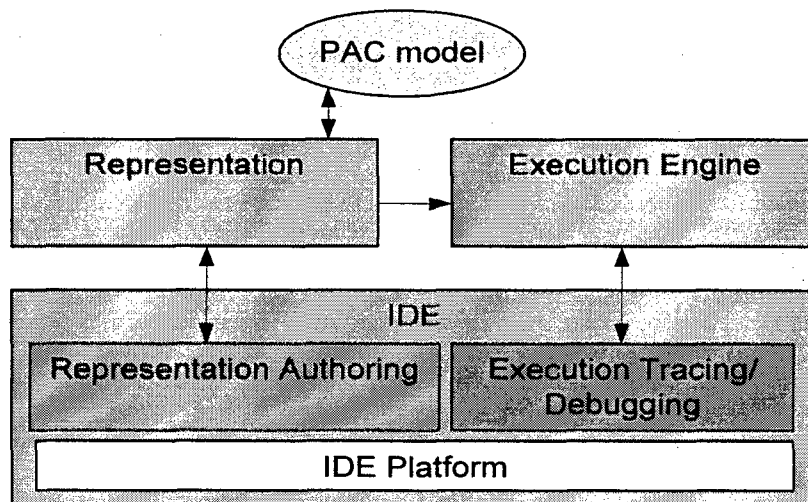 PAC model
Representation
Execution Engine
IDE
Representation Authoring
Execution Tracing/
Debugging
IDE Platform